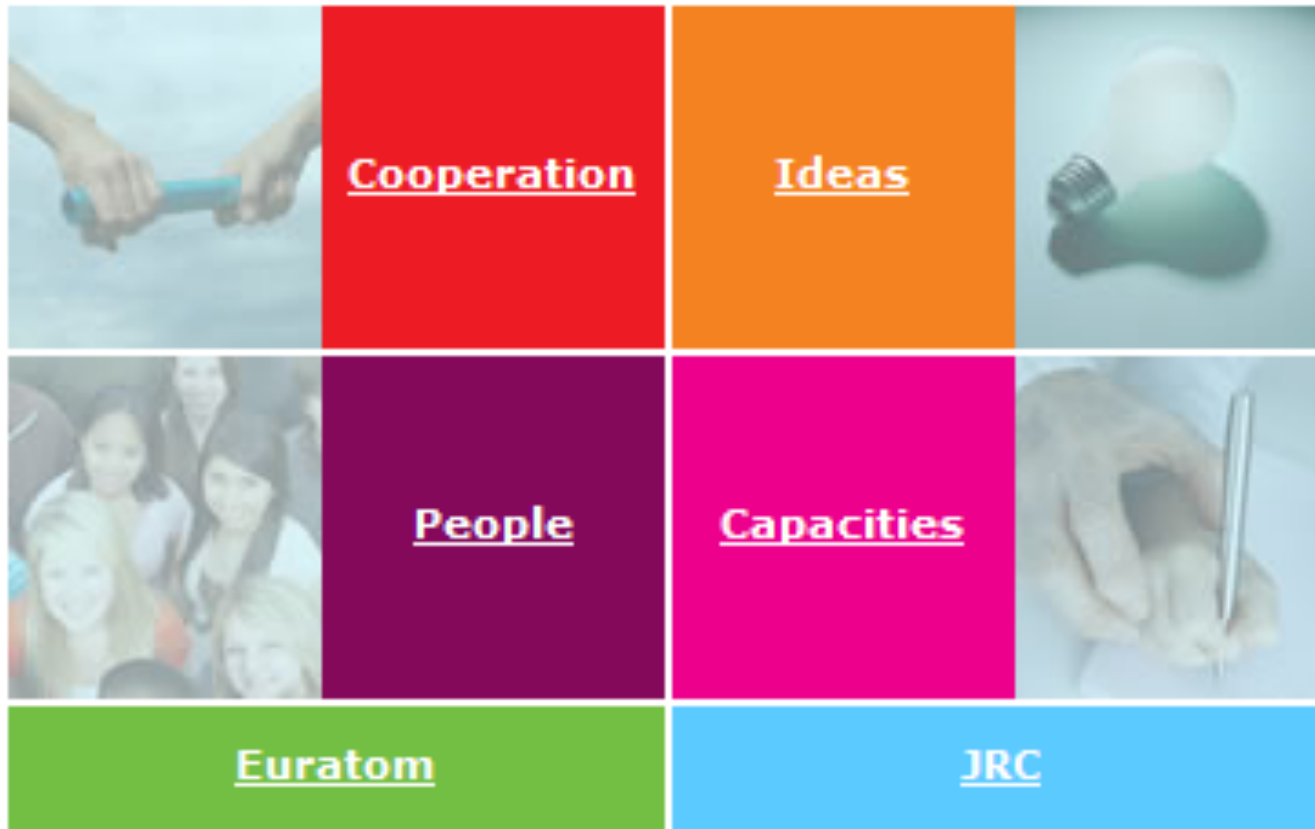 Cooperation
Ideas
People
Capacities
Euratom
JRC